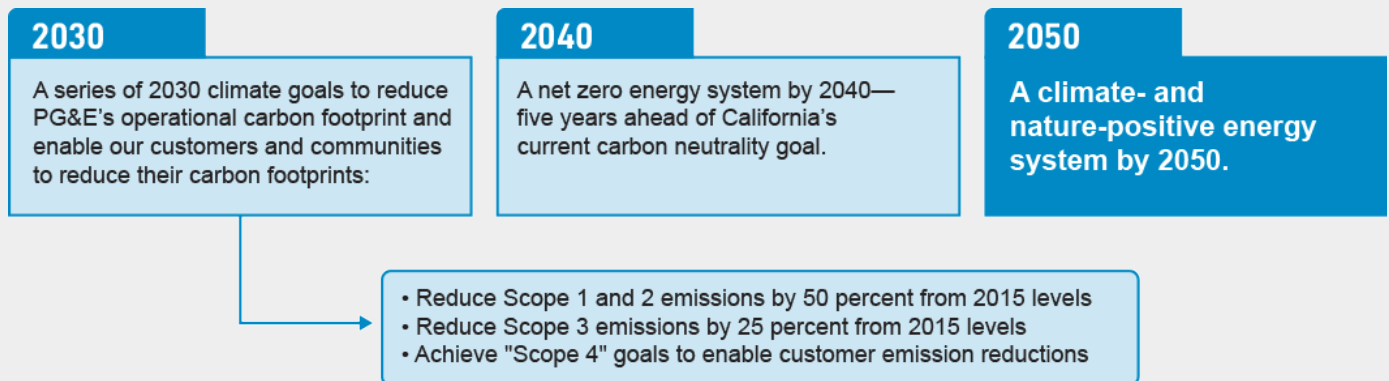 2030
A series of 2030 climate goals to reduce
PG&E's operational carbon footprint and
enable our customers and communities
to reduce their carbon footprints:
2040
A net zero energy system by 2040—
five years ahead of California's
current carbon neutrality goal.
2050
A climate- and
nature-positive energy
system by 2050.
• Reduce Scope 1 and 2 emissions by 50 percent from 2015 levels
• Reduce Scope 3 emissions by 25 percent from 2015 levels
• Achieve "Scope 4" goals to enable customer emission reductions